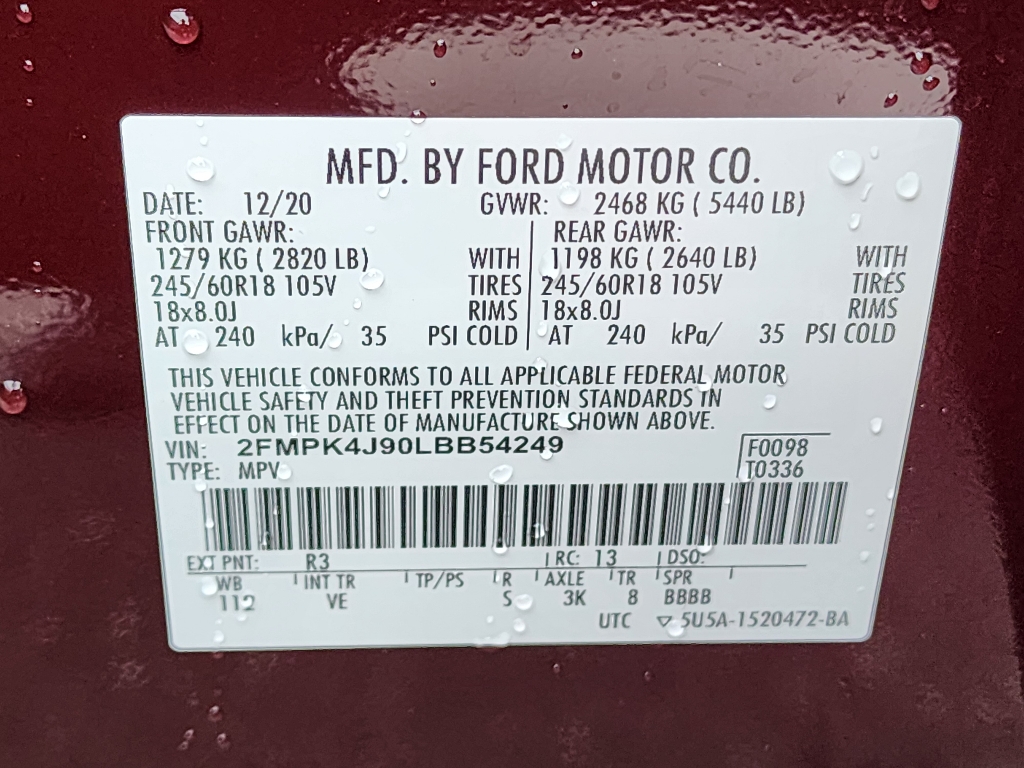 MFD. BY FORD MOTOR CO.
DATE: 12/20 GVWR: 2468 KG ( 5440 LB)
FRONT GAWR: REAR GAWR:
1279 KG ( 2820 LB) WITH 1198 KG ( 2640 LB) WITH
245/60R18 105V TIRES 245/60R18 105V TIRES
18x8.0J RIMS 18x8.0J RIMS
AT 240 kPa/ 35 PSI COLD AT 240 kPa/ 35 PSI COLD
THIS VEHICLE CONFORMS TO ALL APPLICABLE FEDERAL MOTOR
VEHICLE SAFETY AND THEFT PREVENTION STANDARDS IN
EFFECT ON THE DATE OF MANUFACTURE SHOWN ABOVE.
VIN: 2FMPK4J90LBB54249 F0098
TYPE: MPV T0336
EXT PNT: R3 RC: 13 DSO:
WB INT TR TP/PS R AXLE TR SPR
112 VE S 3K 8 BBBB
UTC ▽ 5U5A-1520472-BA